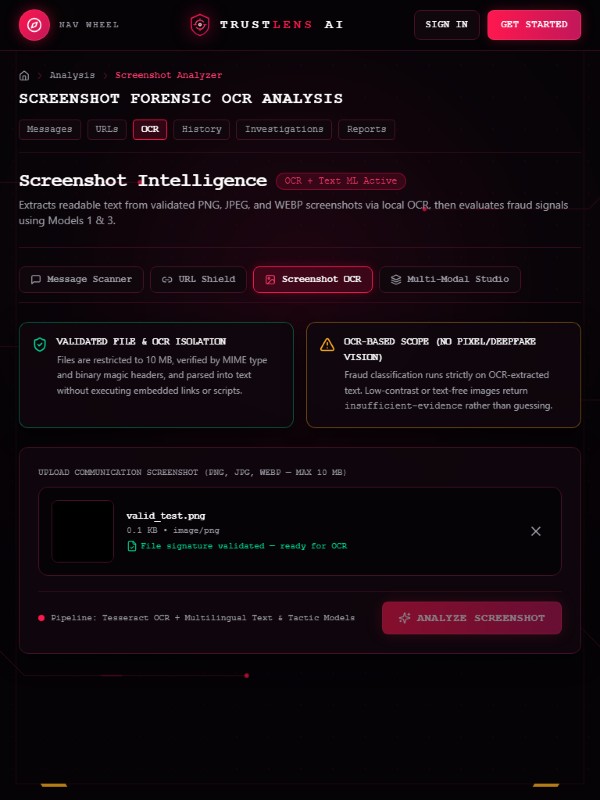 NAV WHEEL
TRUSTLENS AI
SIGN IN
GET STARTED
Analysis
Screenshot Analyzer
SCREENSHOT FORENSIC OCR ANALYSIS
Messages
URLs
OCR
History
Investigations
Reports
Screenshot Intelligence
OCR + Text ML Active
Extracts readable text from validated PNG, JPEG, and WEBP screenshots via local OCR, then evaluates fraud signals
using Models 1 & 3.
Message Scanner
URL Shield
Screenshot OCR
Multi-Modal Studio
VALIDATED FILE & OCR ISOLATION
Files are restricted to 10 MB, verified by MIME type
and binary magic headers, and parsed into text
without executing embedded links or scripts.
OCR-BASED SCOPE (NO PIXEL/DEEPFAKE
VISION)
Fraud classification runs strictly on OCR-extracted
text. Low-contrast or text-free images return
insufficient-evidence rather than guessing.
UPLOAD COMMUNICATION SCREENSHOT (PNG, JPG, WEBP — MAX 10 MB)
valid_test.png
0.1 KB • image/png
File signature validated — ready for OCR
Pipeline: Tesseract OCR + Multilingual Text & Tactic Models
ANALYZE SCREENSHOT